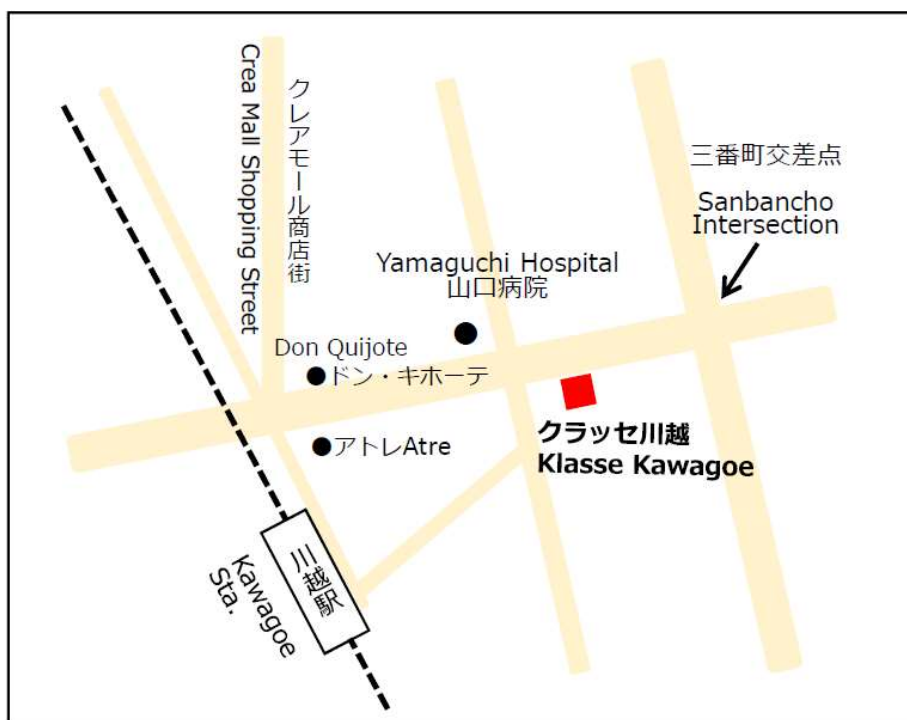 Crea Mall Shopping Street
クレアモール商店街
三番町交差点
Sanbancho
Intersection
Yamaguchi Hospital
山口病院
Don Quijote
ドン・キホーテ
アトレAtre
クラッセ川越
Klasse Kawagoe
川越駅
Kawagoe
Sta.